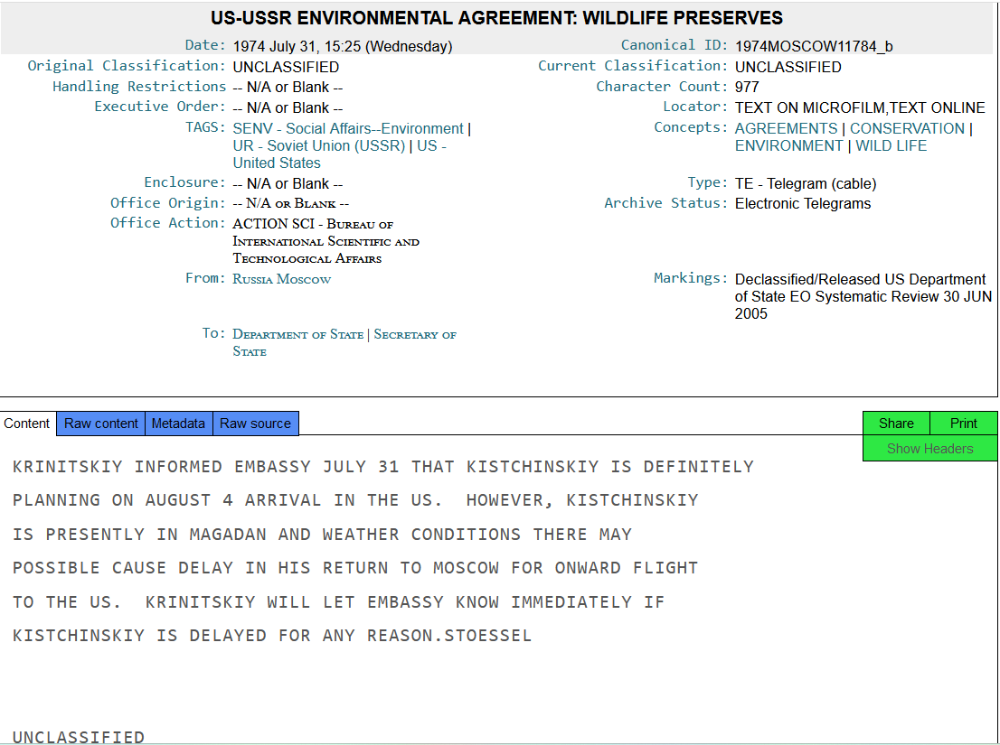 US-USSR ENVIRONMENTAL AGREEMENT: WILDLIFE PRESERVES
Date: 1974 July 31, 15:25 (Wednesday) Canonical ID: 1974MOSCOW11784_b
Original Classification: UNCLASSIFIED Current Classification: UNCLASSIFIED
Handling Restrictions -- N/A or Blank -- Character Count: 977
Executive Order: -- N/A or Blank -- Locator: TEXT ON MICROFILM,TEXT ONLINE
TAGS: SENV - Social Affairs--Environment | Concepts: AGREEMENTS | CONSERVATION |
UR - Soviet Union (USSR) | US - ENVIRONMENT | WILD LIFE
United States
Enclosure: -- N/A or Blank -- Type: TE - Telegram (cable)
Office Origin: -- N/A OR BLANK -- Archive Status: Electronic Telegrams
Office Action: ACTION SCI - BUREAU OF
INTERNATIONAL SCIENTIFIC AND
TECHNOLOGICAL AFFAIRS
From: RUSSIA MOSCOW Markings: Declassified/Released US Department
of State EO Systematic Review 30 JUN
2005
To: DEPARTMENT OF STATE | SECRETARY OF
STATE
Content Raw content Metadata Raw source Share Print
Show Headers
KRINITSKIY INFORMED EMBASSY JULY 31 THAT KISTCHINSKIY IS DEFINITELY
PLANNING ON AUGUST 4 ARRIVAL IN THE US. HOWEVER, KISTCHINSKIY
IS PRESENTLY IN MAGADAN AND WEATHER CONDITIONS THERE MAY
POSSIBLE CAUSE DELAY IN HIS RETURN TO MOSCOW FOR ONWARD FLIGHT
TO THE US. KRINITSKIY WILL LET EMBASSY KNOW IMMEDIATELY IF
KISTCHINSKIY IS DELAYED FOR ANY REASON.STOESSEL
UNCLASSIFIED